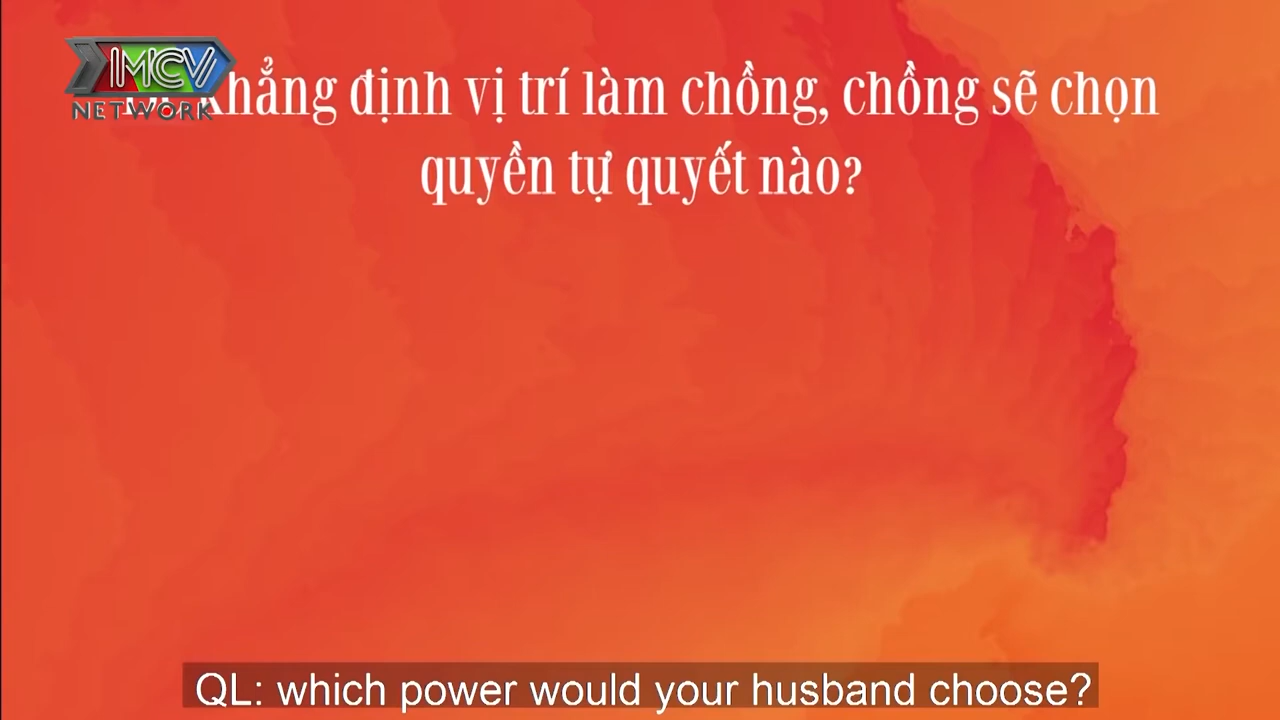 MCV
NETWORK
khẳng định vị trí làm chồng, chồng sẽ chọn
quyền tự quyết nào?
QL: which power would your husband choose?